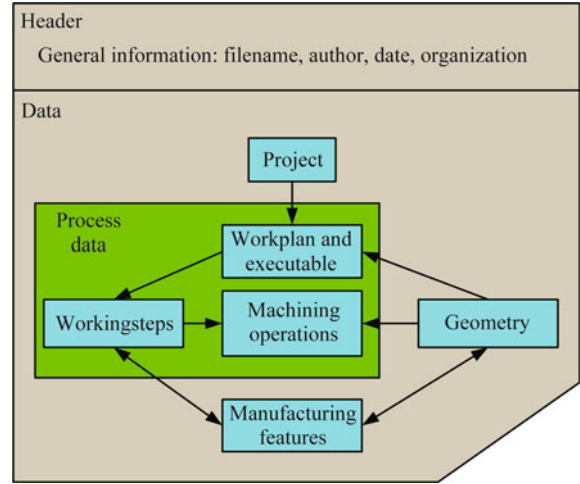 Header
General information: filename, author, date, organization
Data
Project
Process
data
Workplan and
executable
Workingsteps
Machining
operations
Geometry
Manufacturing
features